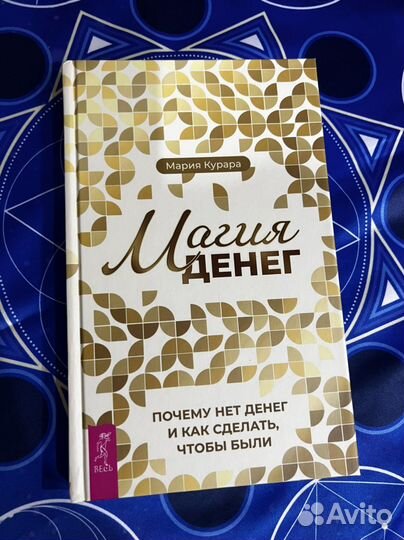 Мария Курара
Магия
ДЕНЕГ
ПОЧЕМУ НЕТ ДЕНЕГ
И КАК СДЕЛАТЬ,
ЧТОБЫ БЫЛИ
ВЕСЬ
Avito